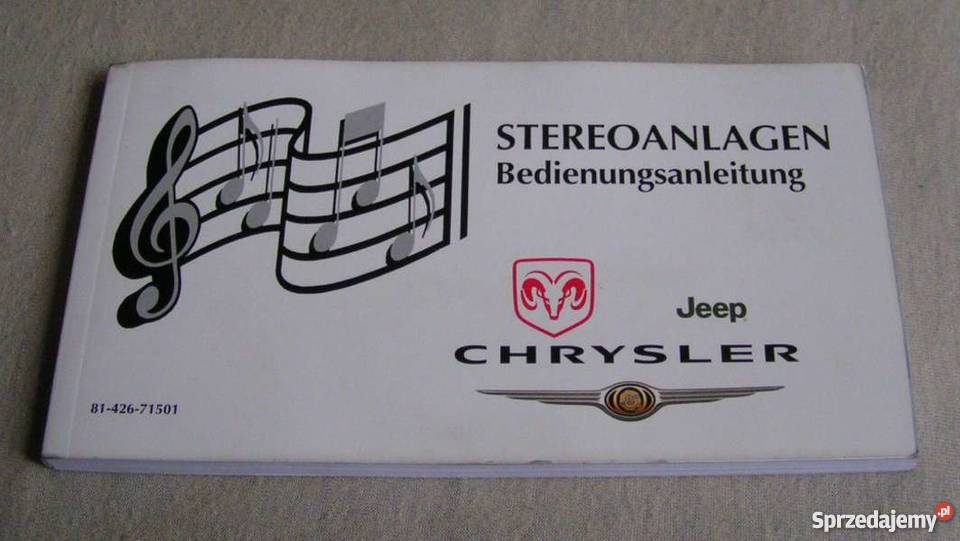 STEREOANLAGEN
Bedienungsanleitung
Jeep
CHRYSLER
81-426-71501
Sprzedajemy.pl